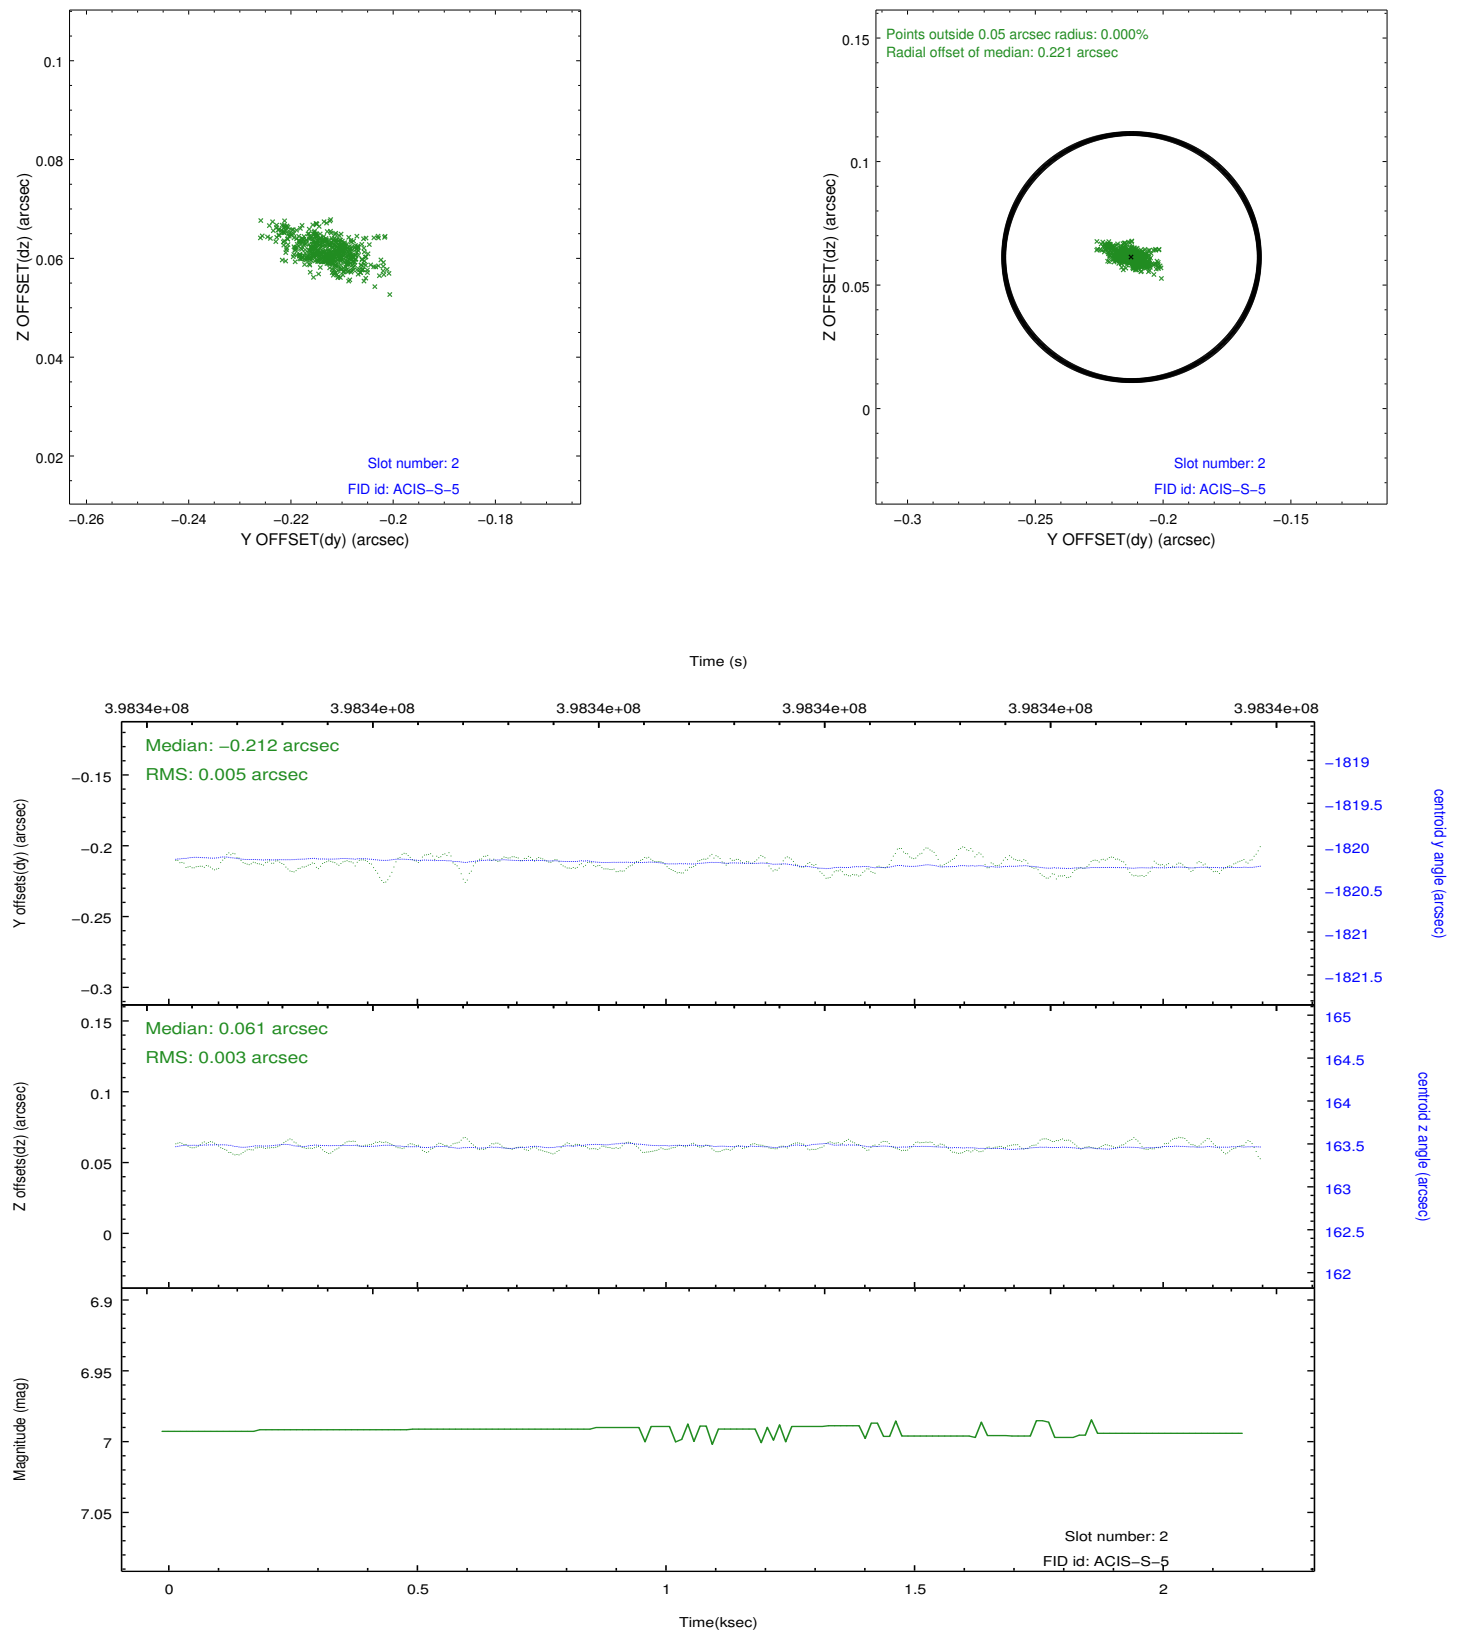 0.1
0.08
0.06
0.04
0.02
Z OFFSET(dz) (arcsec)
Slot number: 2
FID id: ACIS−S−5
−0.26
−0.24
−0.22
−0.2
−0.18
Y OFFSET(dy) (arcsec)
Points outside 0.05 arcsec radius: 0.000%
Radial offset of median: 0.221 arcsec
0.15
0.1
0.05
0
Z OFFSET(dz) (arcsec)
Slot number: 2
FID id: ACIS−S−5
−0.3
−0.25
−0.2
−0.15
Y OFFSET(dy) (arcsec)
Time (s)
3.9834e+08
3.9834e+08
3.9834e+08
3.9834e+08
3.9834e+08
3.9834e+08
Median: −0.212 arcsec
RMS: 0.005 arcsec
−0.15
−0.2
−0.25
−0.3
Y offsets(dy) (arcsec)
−1819
−1819.5
−1820
−1820.5
−1821
−1821.5
centroid y angle (arcsec)
Median: 0.061 arcsec
RMS: 0.003 arcsec
0.15
0.1
0.05
0
Z offsets(dz) (arcsec)
165
164.5
164
163.5
163
162.5
162
centroid z angle (arcsec)
6.9
6.95
7
7.05
Magnitude (mag)
Slot number: 2
FID id: ACIS−S−5
0
0.5
1
1.5
2
Time(ksec)